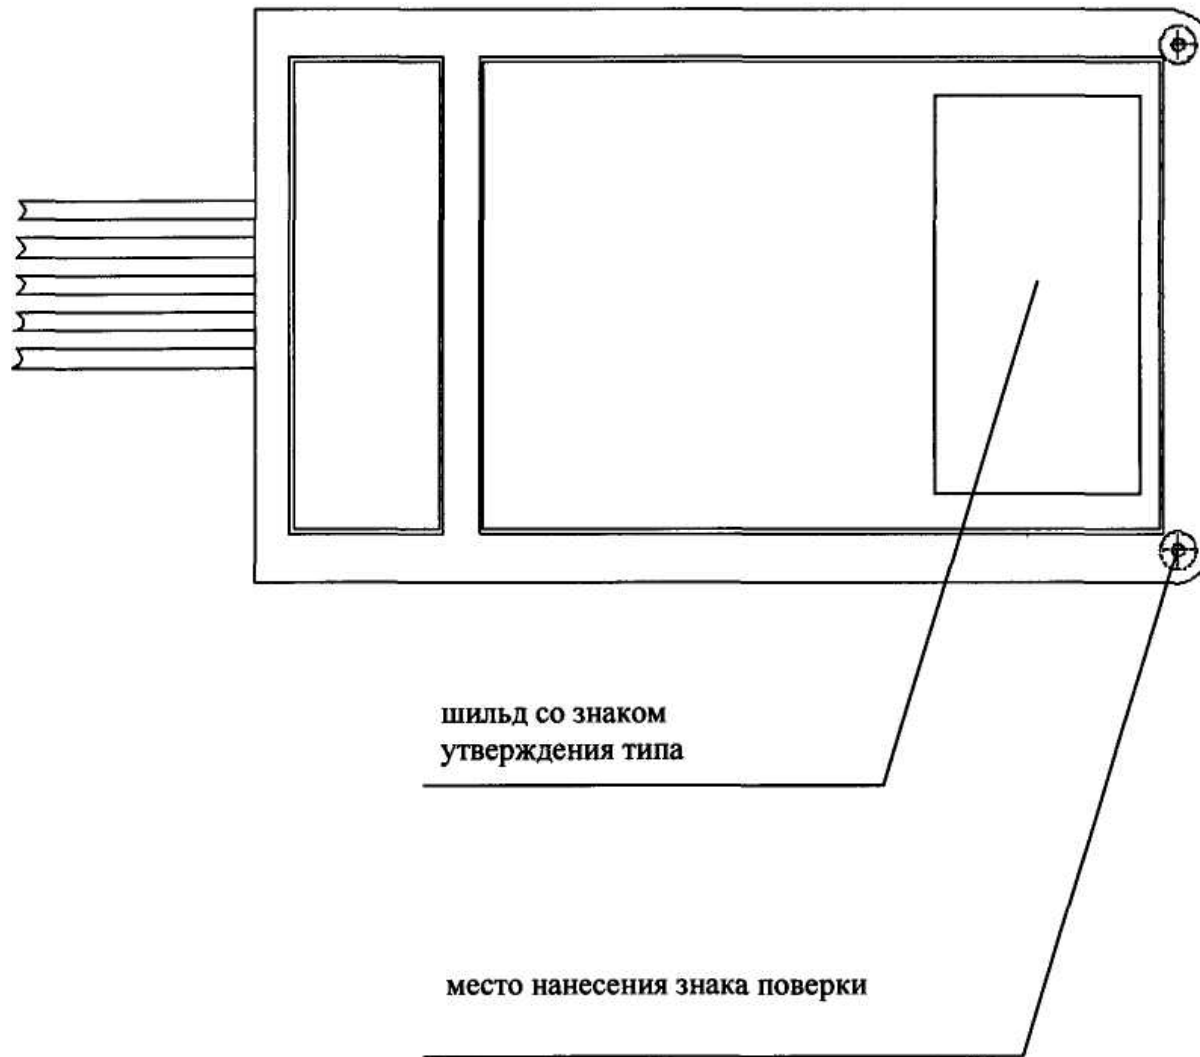 шильд со знаком
утверждения типа
место нанесения знака поверки